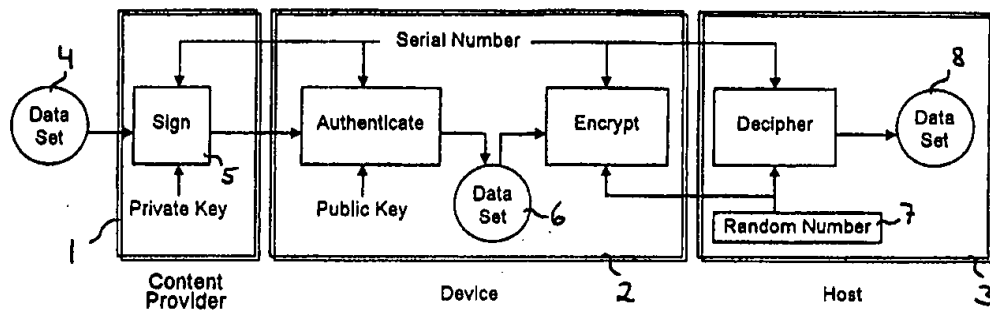 Serial Number
4
8
Data
Set
Sign
Authenticate
Encrypt
Decipher
Data
Set
5
Private Key
Public Key
Data
Set
6
7
Random Number
1
Content
Provider
Device
2
Host
3